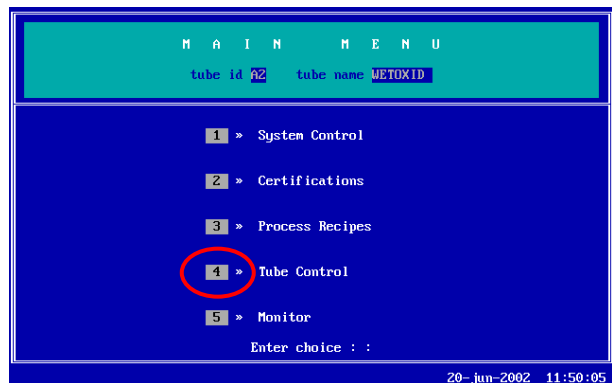 M A I N M E N U
tube id A2 tube name WETOXID
1 » System Control
2 » Certifications
3 » Process Recipes
4 » Tube Control
5 » Monitor
Enter choice : :
20-jun-2002 11:50:05